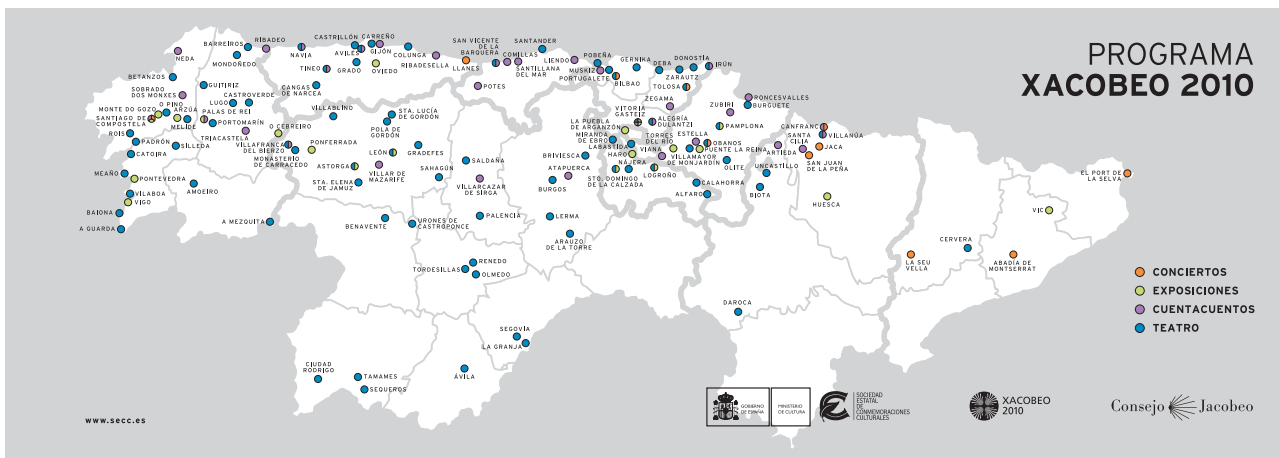 PROGRAMA
XACOBEO 2010
CASTRILLÓN
CARREÑO
RIBADEO
BARREIROS
NAVIA
AVILÉS
GIJÓN
COLUNGA
SAN VICENTE
DE LA
BARQUERA
SANTANDER
COMILLAS
LIENDO
POBEÑA
GERNIKA
DEBA
DONOSTIA
IRÚN
NEDA
MONDOÑEDO
TINEO
GRADO
OVIEDO
RIBADESELLA
LLANES
SANTILLANA
DEL MAR
MUSKIZ
PORTUGALETE
BILBAO
ZARAUTZ
TOLOSA
BETANZOS
GUITIRIZ
CANGAS
DE NARCEA
POTES
ZEGAMA
RONCESVALLES
BURGUETE
SOBRADO
DOS MONXES
CASTROVERDE
LUGO
VILLABLINO
STA. LUCÍA
DE GORDÓN
VITORIA
GASTEIZ
ALEGRÍA
DULANTZI
ZUBIRI
MONTE DO GOZO
O PINO
ARZÚA
PALAS DE REI
SANTIAGO DE
COMPOSTELA
MELIDE
PORTOMARÍN
O CEBREIRO
POLA DE
GORDÓN
LA PUEBLA
DE ARGANZÓN
PAMPLONA
CANFRANC
ROIS
TRIACASTELA
MIRANDA
DE EBRO
TORRES
DEL RÍO
ESTELLA
OBANOS
SANTA
CILIA
VILLANÚA
PADRÓN
SILLEDA
VILLAFRANCA
DEL BIERZO
PONFERRADA
LEÓN
GRADEFES
LABASTIDA
VIANA
PUENTE LA REINA
ARTIEDA
JACA
CATOIRA
MONASTERIO
DE CARRACEDO
ASTORGA
VILLAR DE
MAZARIFE
SALDAÑA
BRIVIESCA
HARO
VILLAMAYOR
DE MONJARDÍN
SAN JUAN
DE LA PEÑA
MEAÑO
PONTEVEDRA
SAHAGÚN
ATAPUERCA
NÁJERA
OLITE
UNCASTILLO
EL PORT DE
LA SELVA
VILABOA
AMOEIRO
STA. ELENA
DE JAMUZ
VILLARCAZAR
DE SIRGA
BURGOS
STO. DOMINGO
DE LA CALZADA
LOGROÑO
CALAHORRA
VIGO
ALFARO
BIOTA
HUESCA
BAIONA
A MEZQUITA
BENAVENTE
URONES DE
CASTROPONCE
PALENCIA
LERMA
VIC
A GUARDA
ARAUZO
DE LA TORRE
CERVERA
RENEDO
TORDESILLAS
OLMEDO
LA SEU
VELLA
ABADÍA DE
MONTSERRAT
CONCIERTOS
EXPOSICIONES
CUENTACUENTOS
TEATRO
DAROCA
SEGOVIA
LA GRANJA
CIUDAD
RODRIGO
TAMAMES
SEQUEROS
ÁVILA
www.secc.es
GOBIERNO
DE ESPAÑA
MINISTERIO
DE CULTURA
SOCIEDAD
ESTATAL
DE
CONMEMORACIONES
CULTURALES
XACOBEO
2010
Consejo Jacobeo